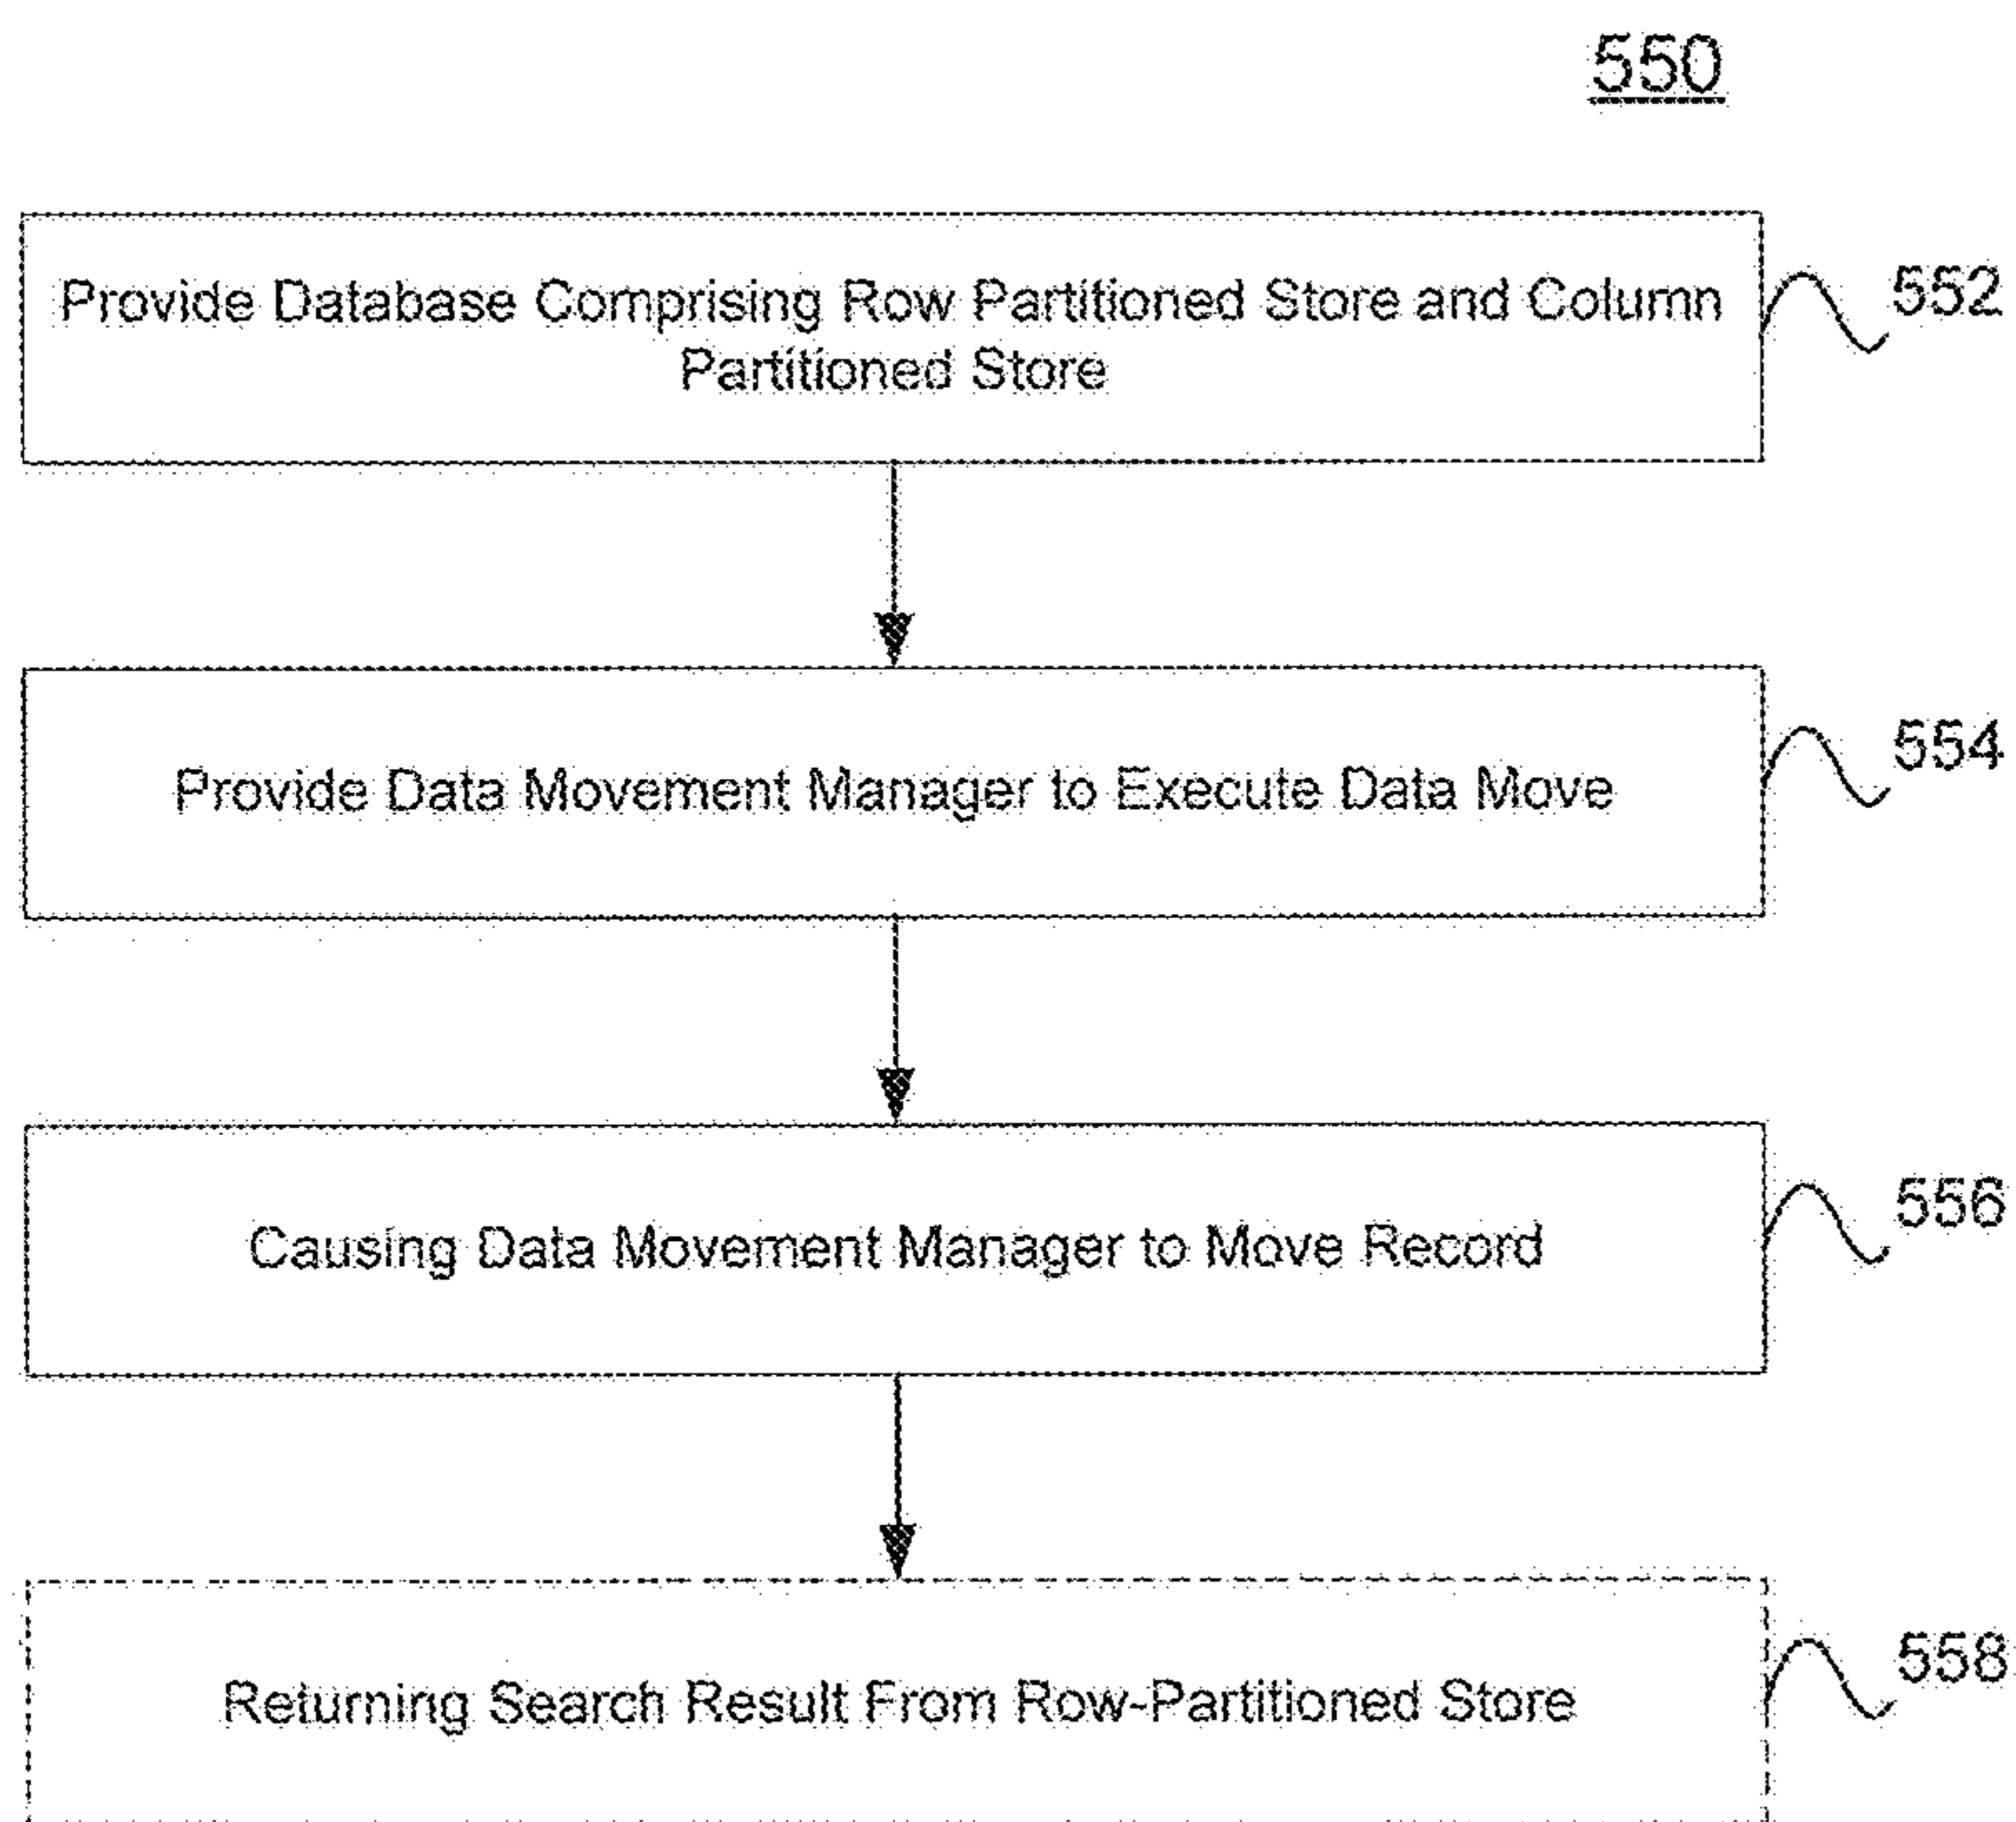 550
Provide Database Comprising Row Partitioned Store and Column
Partitioned Store
552
Provide Data Movement Manager to Execute Data Move
554
Causing Data Movement Manager to Move Record
556
Returning Search Result From Row-Partitioned Store
558